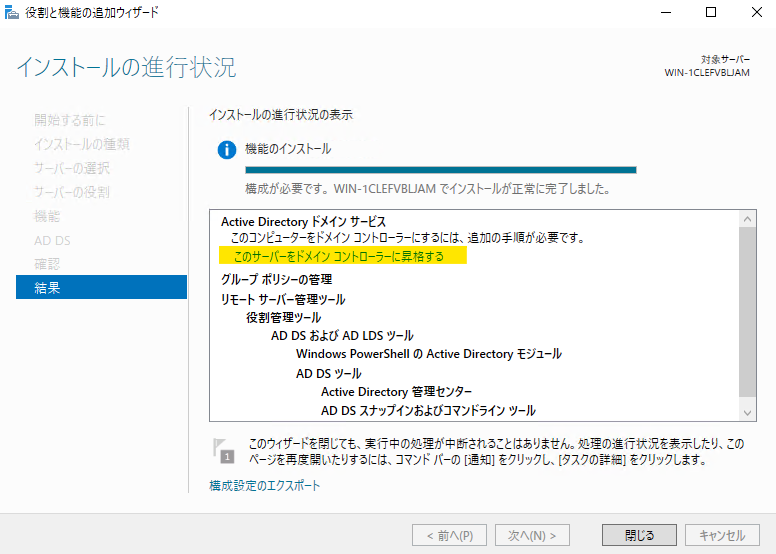 役割と機能の追加ウィザード
インストールの進行状況
対象サーバー
WIN-1CLEFVBLJAM
開始する前に
インストールの種類
サーバーの選択
サーバーの役割
機能
AD DS
確認
結果
インストールの進行状況の表示
機能のインストール
構成が必要です。WIN-1CLEFVBLJAM でインストールが正常に完了しました。
Active Directory ドメイン サービス
このコンピューターをドメイン コントローラーにするには、追加の手順が必要です。
このサーバーをドメイン コントローラーに昇格する
グループ ポリシーの管理
リモート サーバー管理ツール
役割管理ツール
AD DS および AD LDS ツール
Windows PowerShell の Active Directory モジュール
AD DS ツール
Active Directory 管理センター
AD DS スナップインおよびコマンドライン ツール
1
このウィザードを閉じても、実行中の処理が中断されることはありません。処理の進行状況を表示したり、この
ページを再度開いたりするには、コマンド バーの [通知] をクリックし、[タスクの詳細] をクリックします。
構成設定のエクスポート
< 前へ(P)
次へ(N) >
閉じる
キャンセル